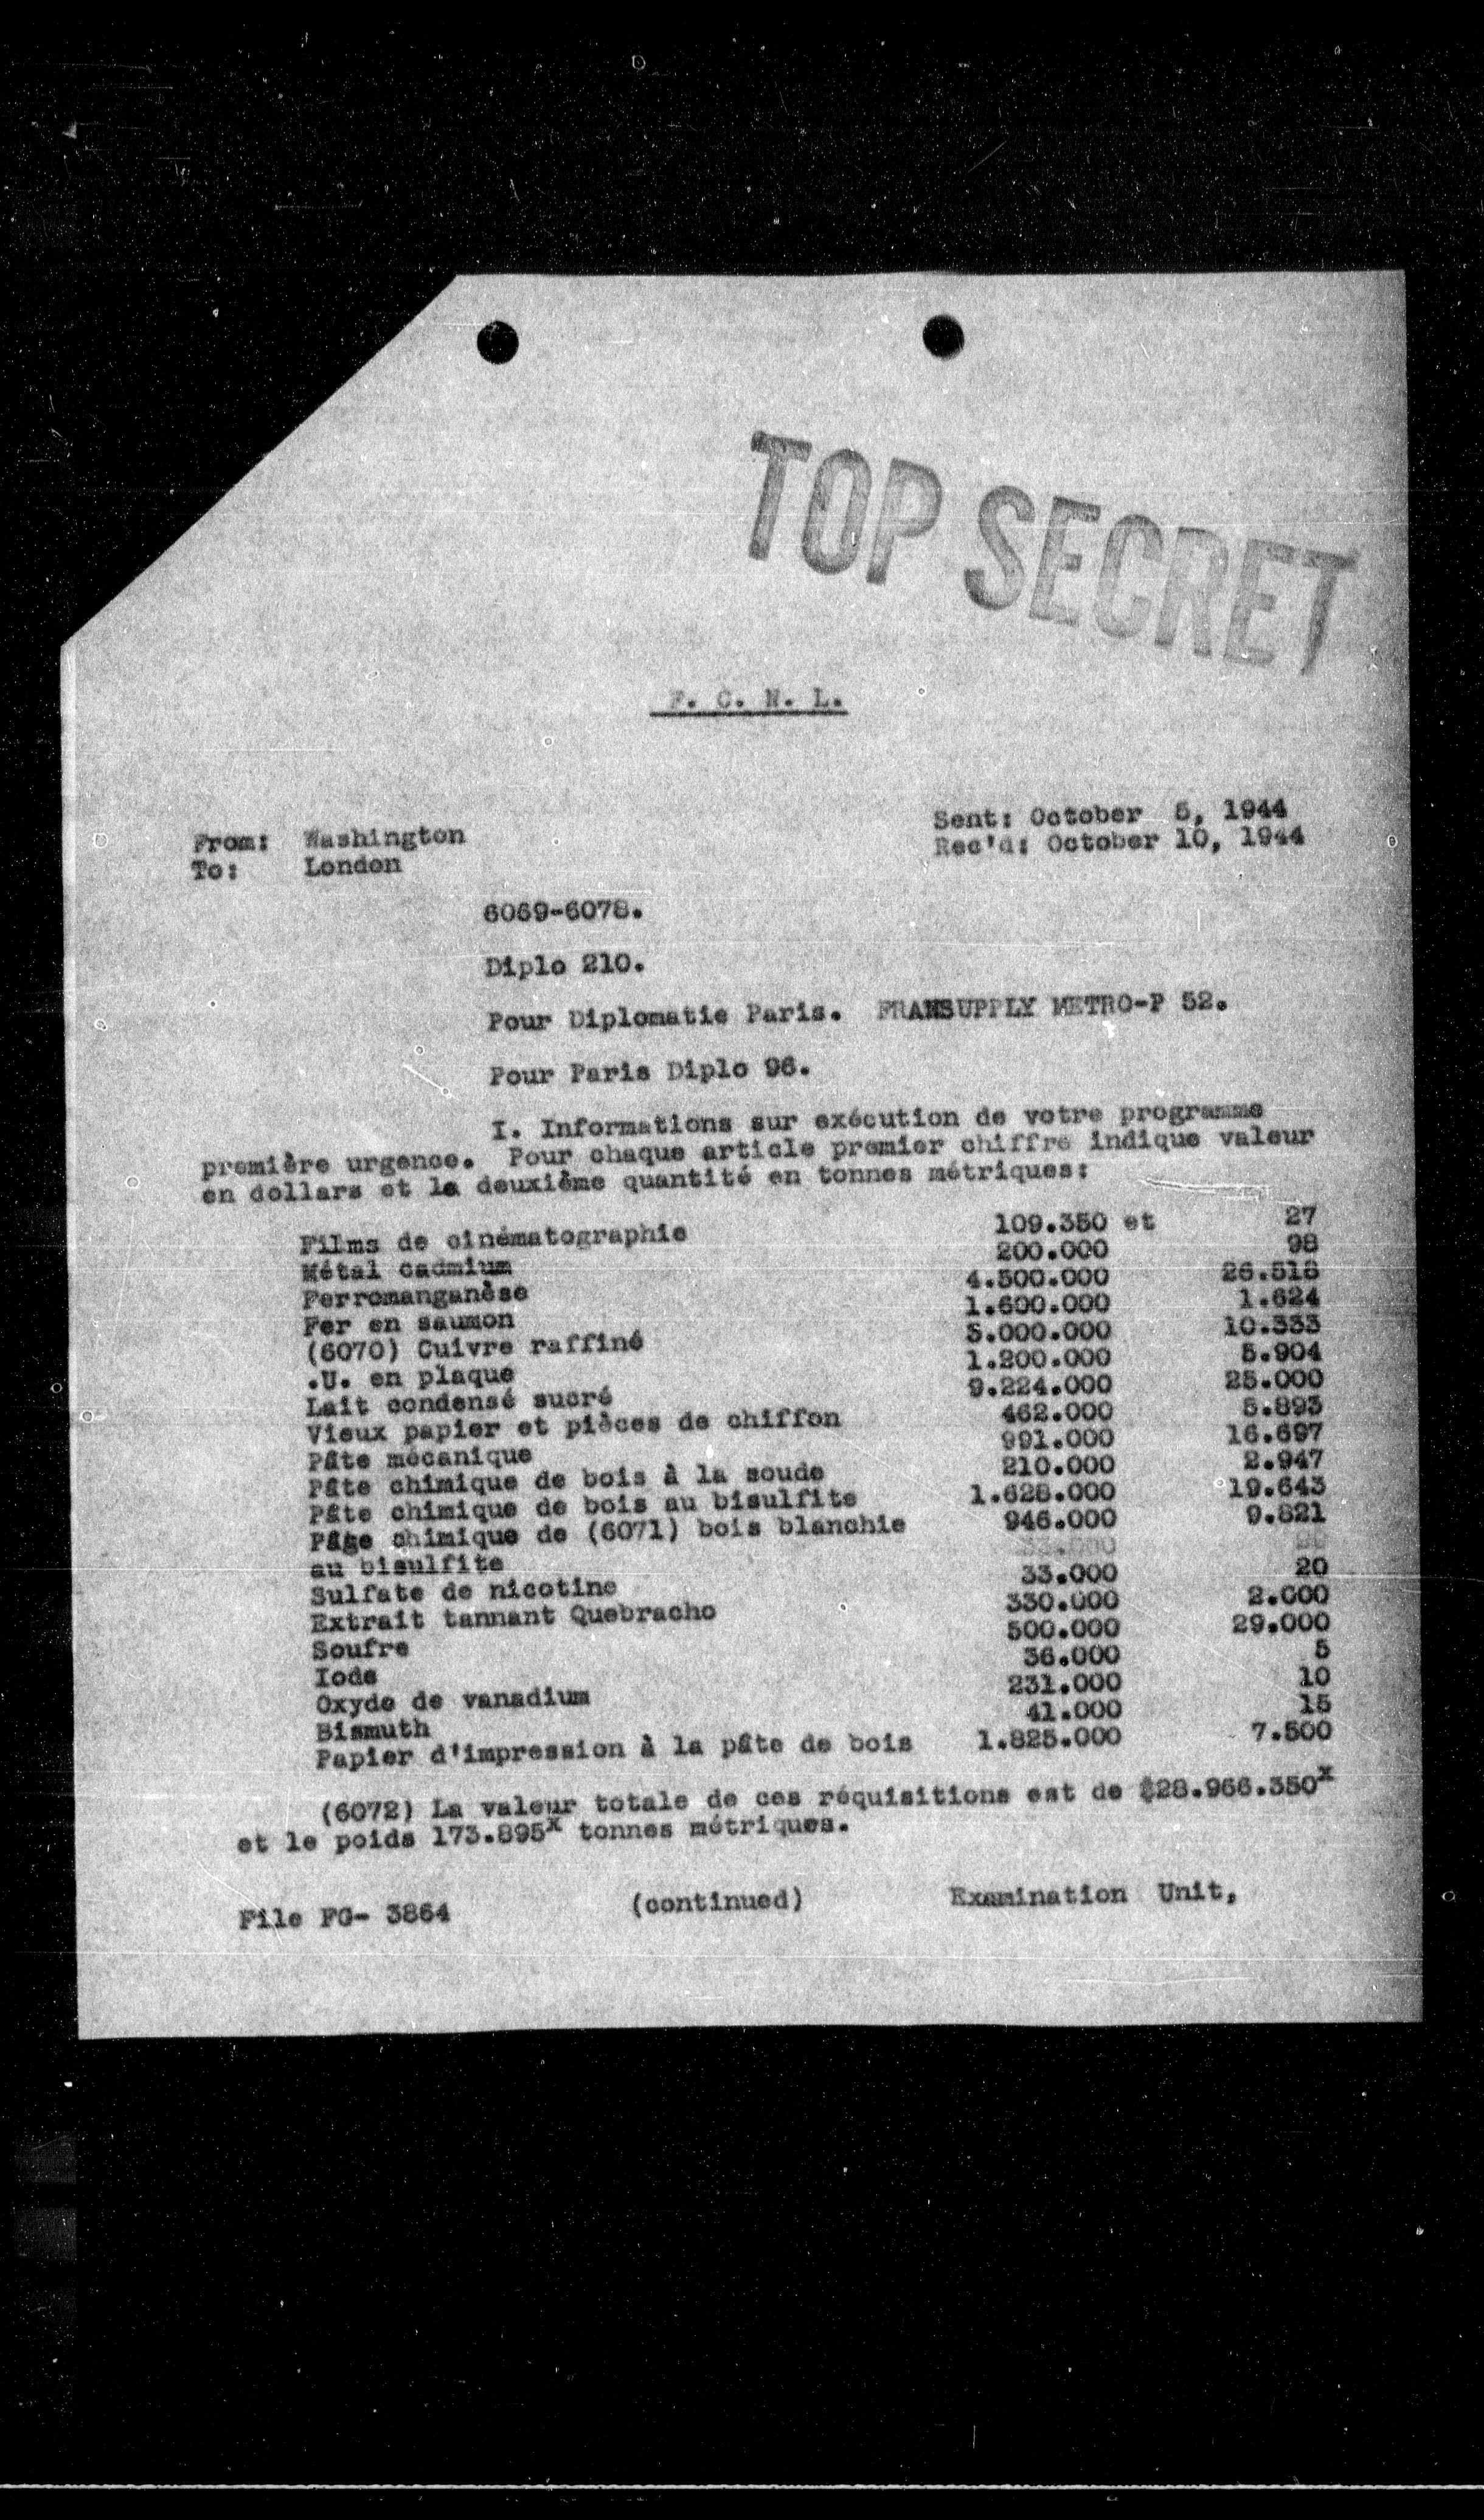 TOP SECRET
F. C. N. L.
Sent: October 5, 1944
From: Washington Rec'd: October 10, 1944
To: London
6069-6078.
Diplo 210.
Pour Diplomatie Paris. FRANSUPPLY METRO-P 52.
Pour Paris Diplo 96.
I. Informations sur exécution de votre programme
première urgence. Pour chaque article premier chiffre indique valeur
en dollars et la deuxième quantité en tonnes métriques:
Films de cinématographie 109.350 et 27
Métal cadmium 200.000 98
Ferromanganèse 4.500.000 26.518
Fer en saumon 1.600.000 1.624
(6070) Cuivre raffiné 5.000.000 10.333
.U. en plaque 1.200.000 5.904
Lait condensé sucré 9.224.000 25.000
Vieux papier et pièces de chiffon 462.000 5.893
Pâte mécanique 991.000 16.697
Pâte chimique de bois à la soude 210.000 2.947
Pâte chimique de bois au bisulfite 1.628.000 19.643
Pâge chimique de (6071) bois blanchie 946.000 9.821
au bisulfite
Sulfate de nicotine 33.000 20
Extrait tannant Quebracho 330.000 2.000
Soufre 500.000 29.000
Iode 36.000 5
Oxyde de vanadium 231.000 10
Bismuth 41.000 15
Papier d'impression à la pâte de bois 1.825.000 7.500
(6072) La valeur totale de ces réquisitions est de $28.966.350x
et le poids 173.895x tonnes métriques.
File FG- 3864 (continued) Examination Unit,